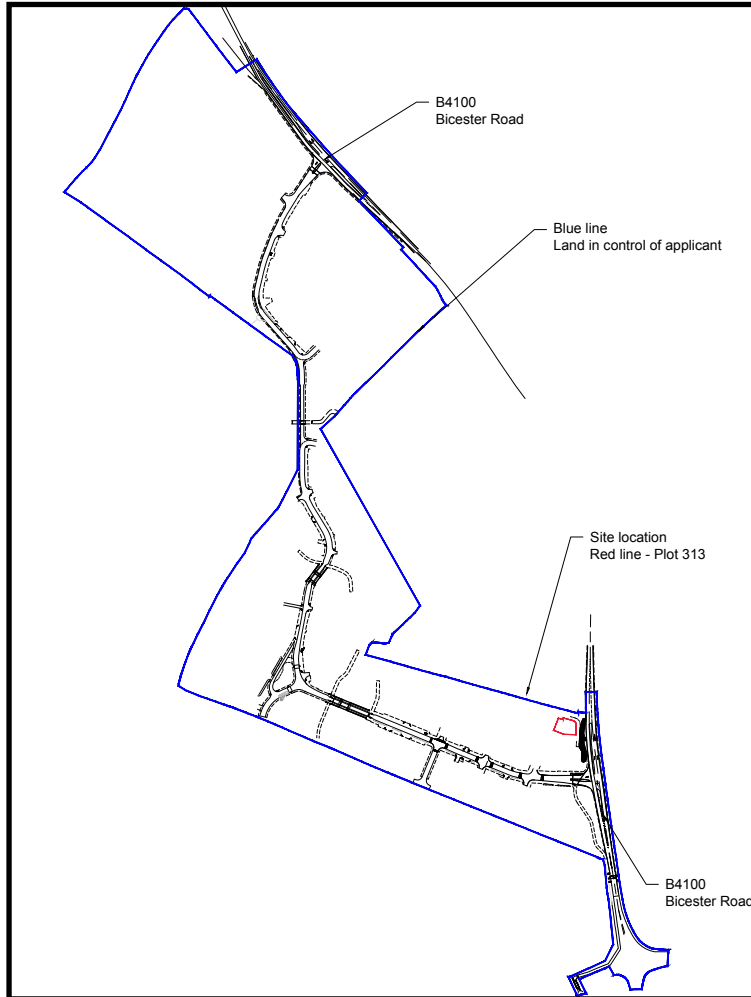 B4100
Bicester Road
Blue line
Land in control of applicant
Site location
Red line - Plot 313
B4100
Bicester Road